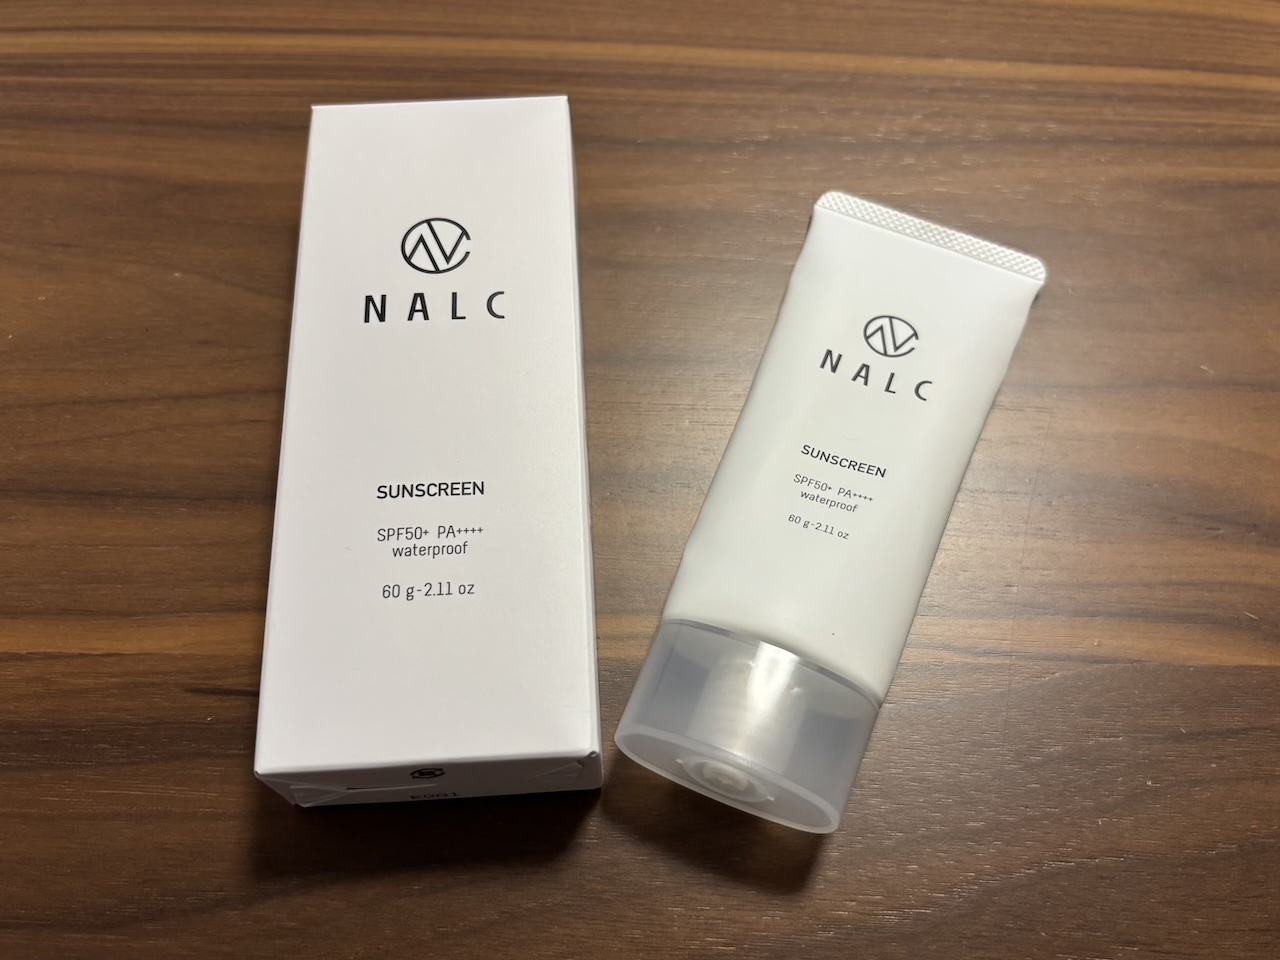 NALC
SUNSCREEN
SPF50+ PA++++
waterproof
60 g-2.11 oz
NALC
SUNSCREEN
SPF50+ PA++++
waterproof
60 g-2.11 oz